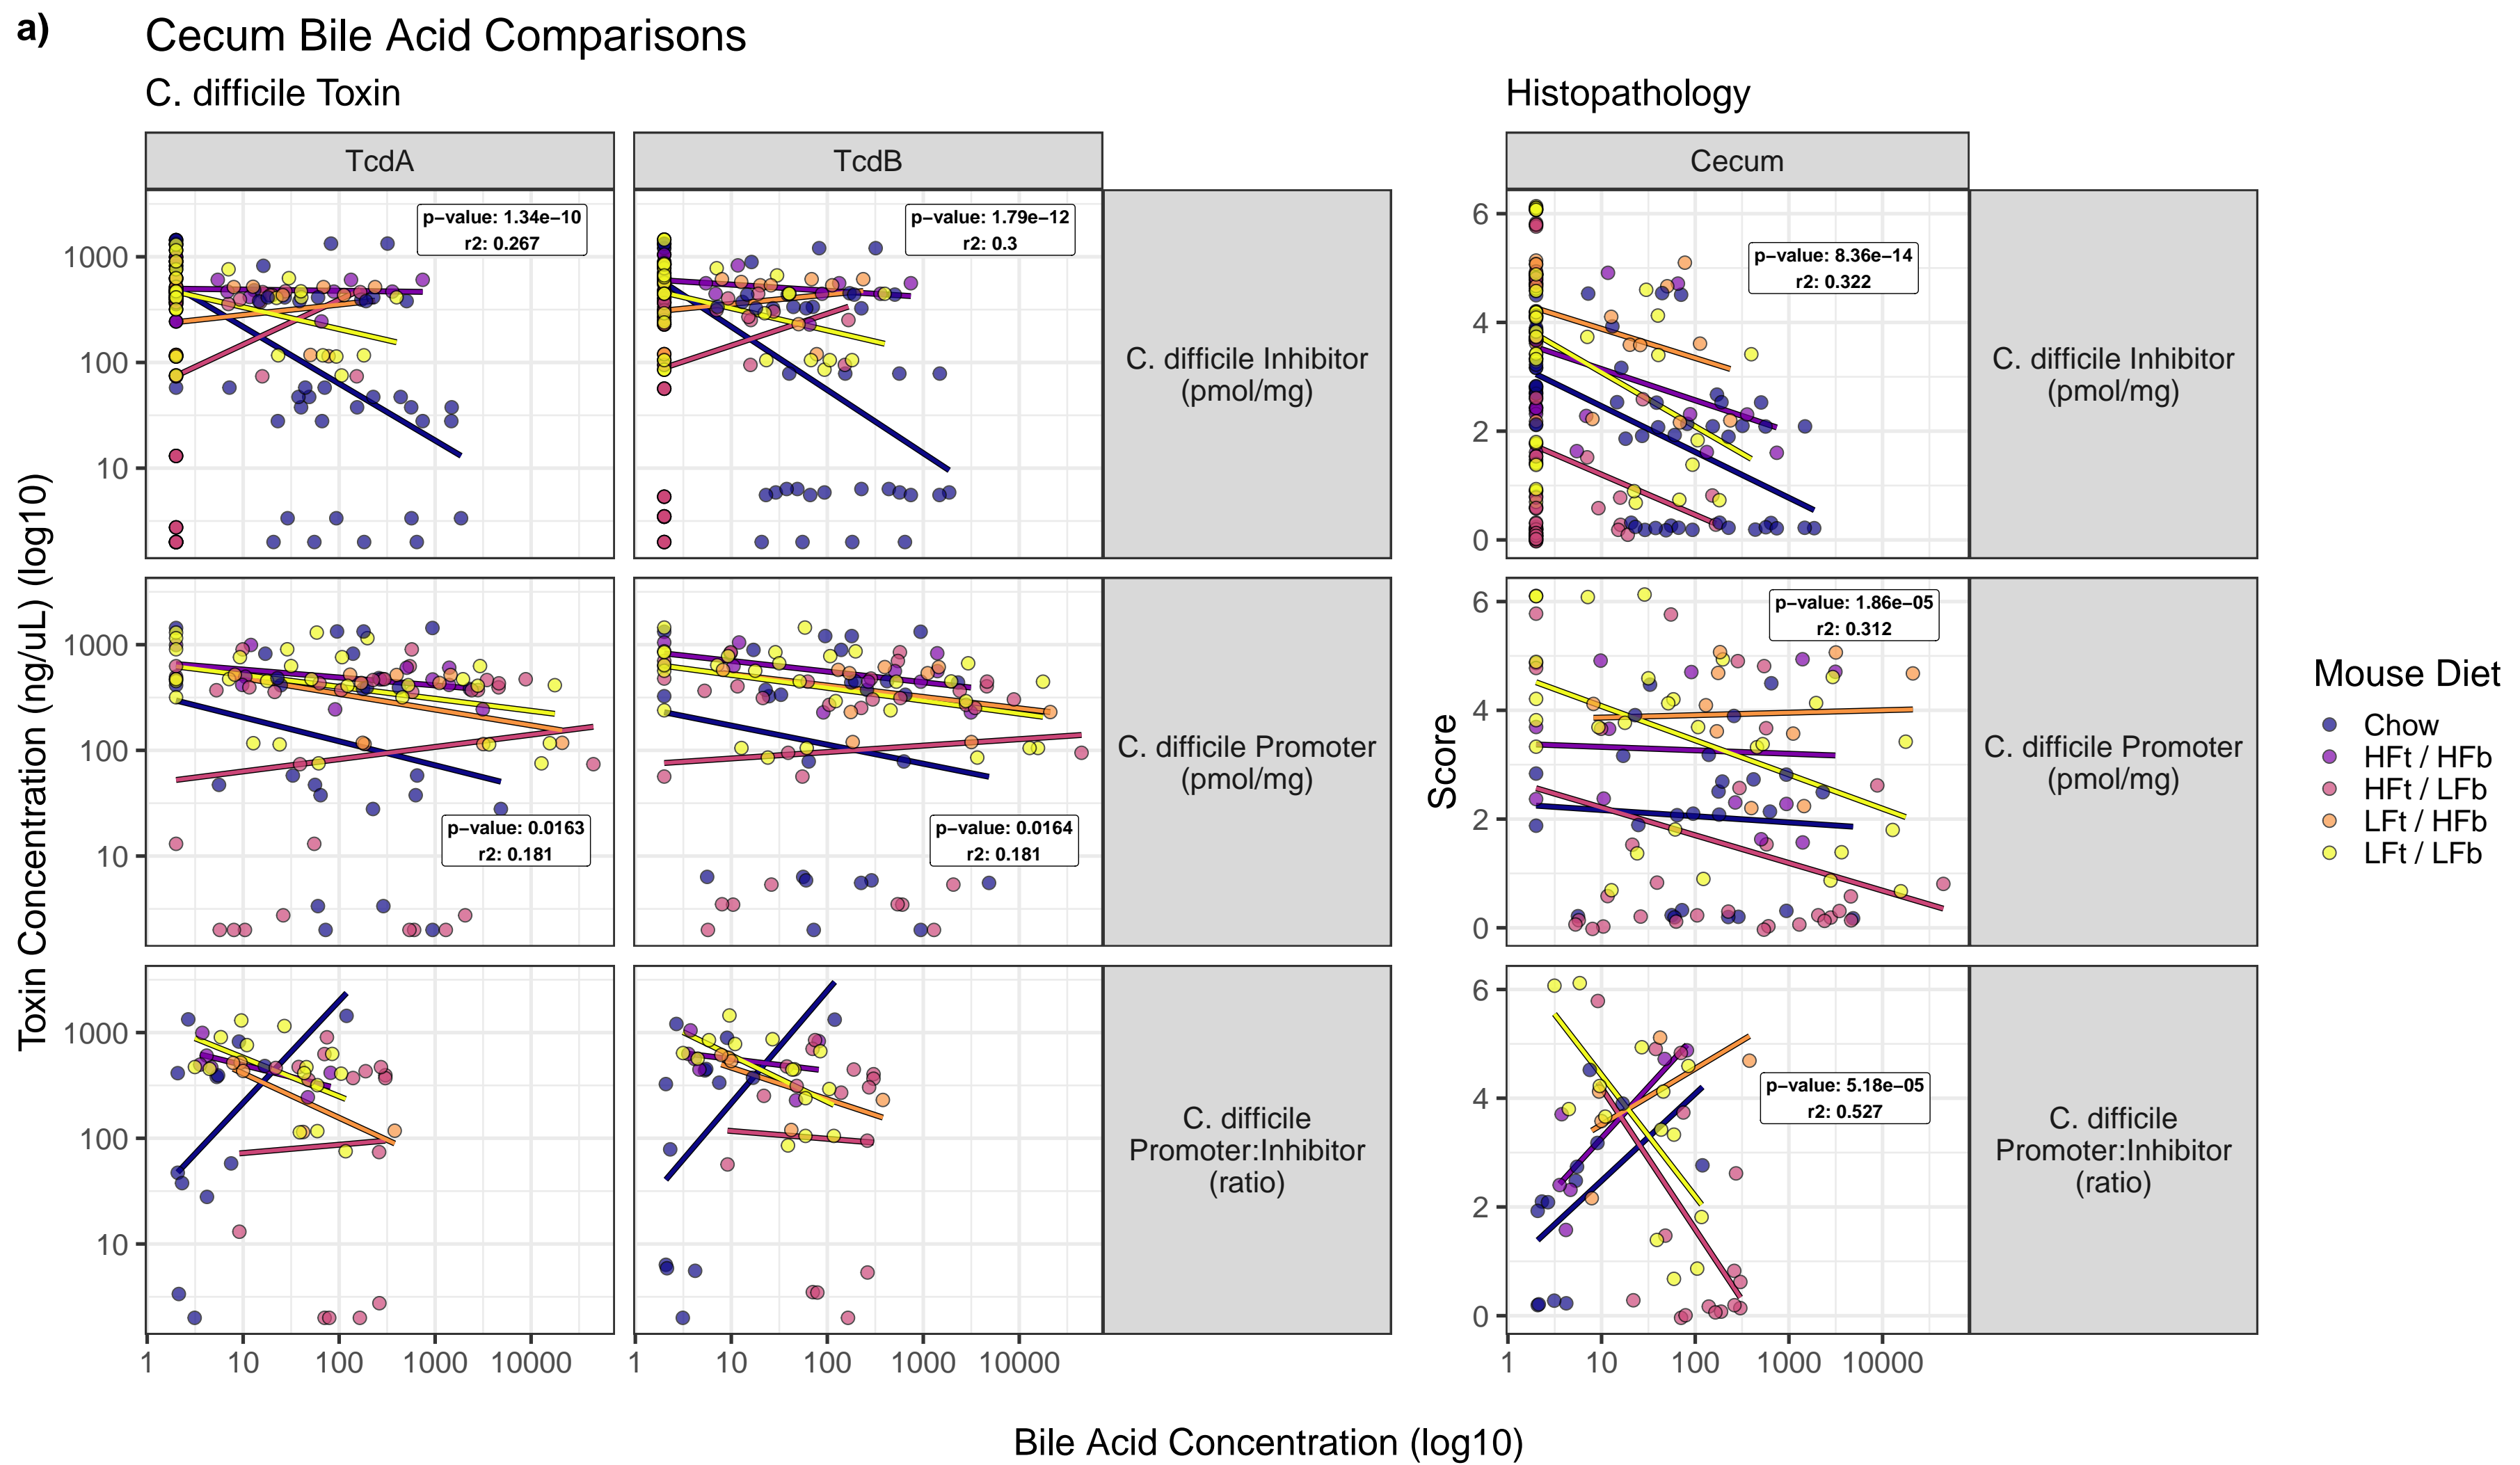 a)
Cecum Bile Acid Comparisons
C. difficile Toxin
Histopathology
TcdA
TcdB
Cecum
p−value: 1.34e−10
r2: 0.267
p−value: 1.79e−12
r2: 0.3
p−value: 8.36e−14
r2: 0.322
1000
100
10
C. difficile Inhibitor
(pmol/mg)
6
4
2
0
C. difficile Inhibitor
(pmol/mg)
1000
100
10
p−value: 0.0163
r2: 0.181
p−value: 0.0164
r2: 0.181
C. difficile Promoter
(pmol/mg)
6
4
2
0
p−value: 1.86e−05
r2: 0.312
C. difficile Promoter
(pmol/mg)
1000
100
10
C. difficile
Promoter:Inhibitor
(ratio)
6
4
2
0
p−value: 5.18e−05
r2: 0.527
C. difficile
Promoter:Inhibitor
(ratio)
1 10 100 1000 10000
1 10 100 1000 10000
1 10 100 1000 10000
Toxin Concentration (ng/uL) (log10)
Score
Bile Acid Concentration (log10)
Mouse Diet
Chow
HFt / HFb
HFt / LFb
LFt / HFb
LFt / LFb